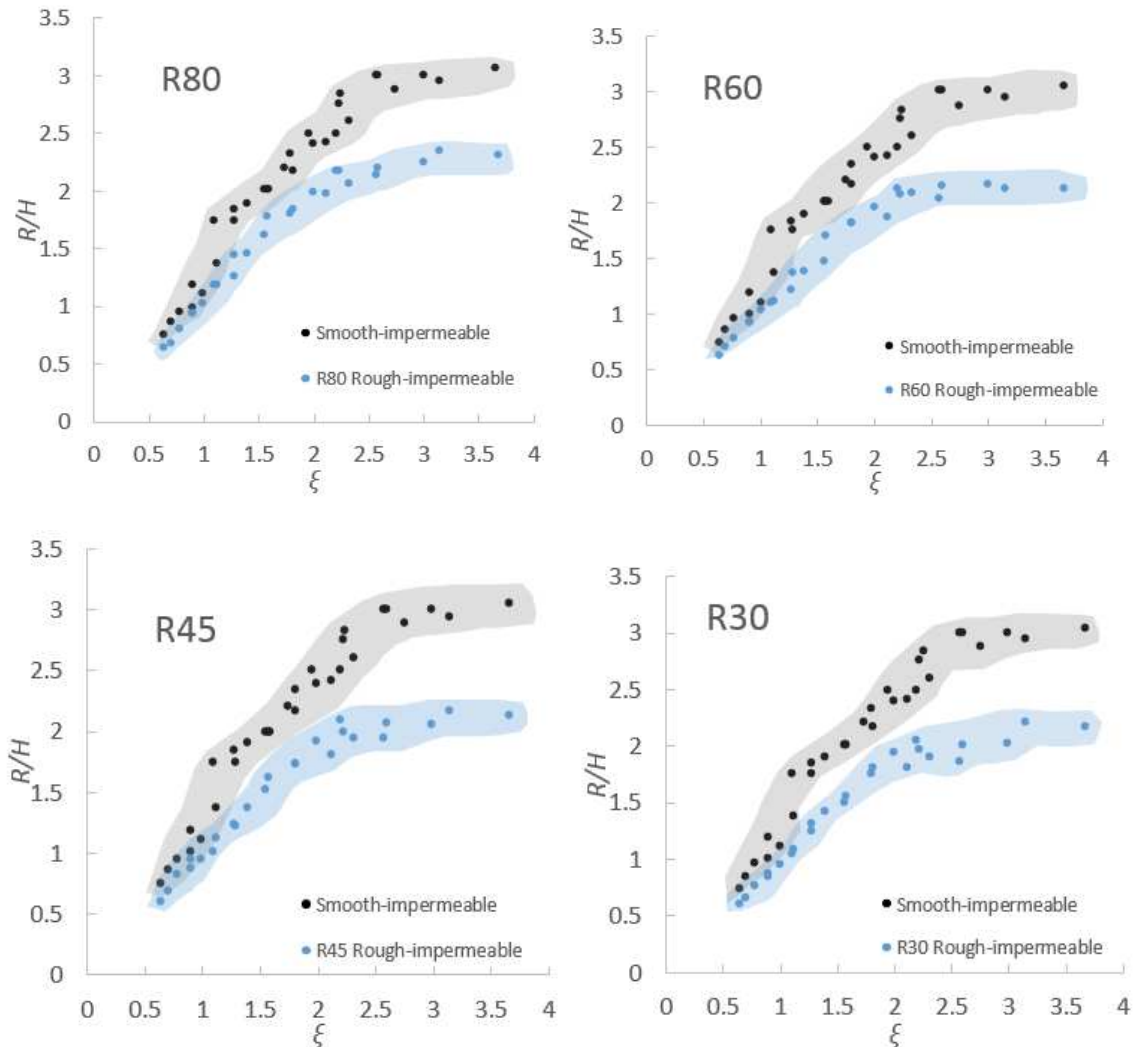 3.5
3
2.5
2
1.5
1
0.5
0
R/H
R80
Smooth-impermeable
R80 Rough-impermeable
0 0.5 1 1.5 2 2.5 3 3.5 4
ξ
3.5
3
2.5
2
1.5
1
0.5
0
R/H
R60
Smooth-impermeable
R60 Rough-impermeable
0 0.5 1 1.5 2 2.5 3 3.5 4
ξ
3.5
3
2.5
2
1.5
1
0.5
0
R/H
R45
Smooth-impermeable
R45 Rough-impermeable
0 0.5 1 1.5 2 2.5 3 3.5 4
ξ
3.5
3
2.5
2
1.5
1
0.5
0
R/H
R30
Smooth-impermeable
R30 Rough-impermeable
0 0.5 1 1.5 2 2.5 3 3.5 4
ξ